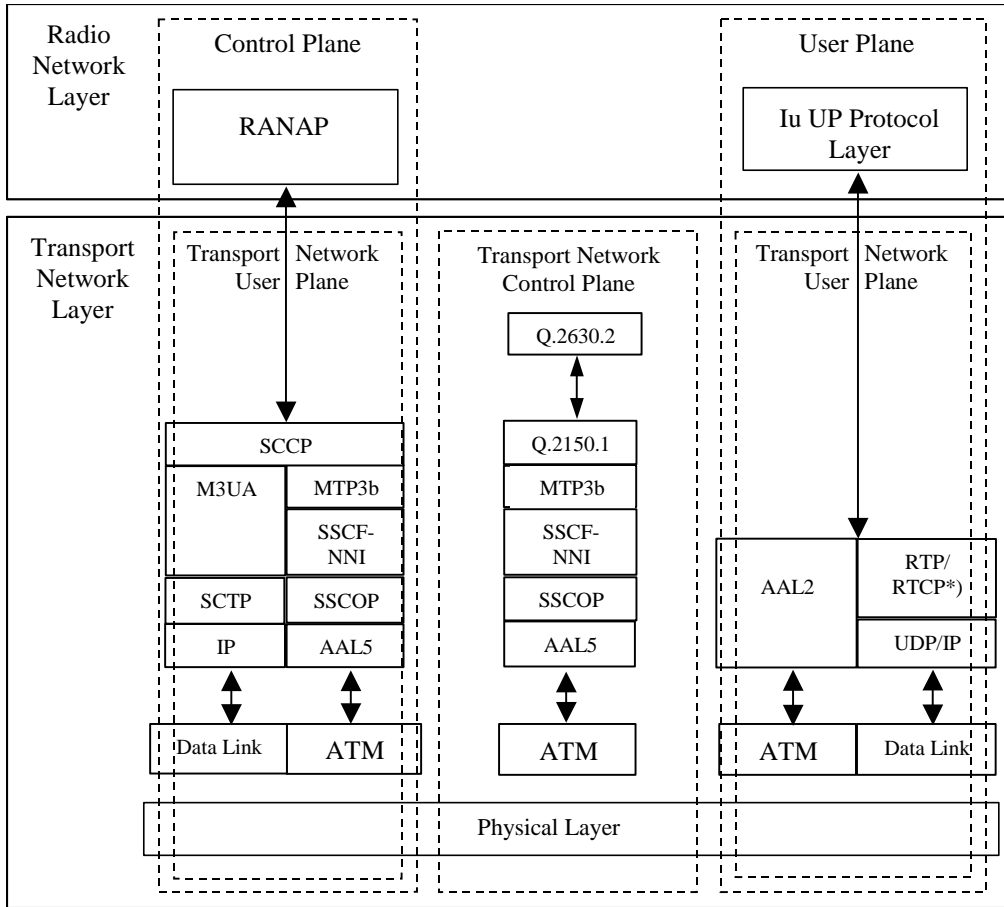 Radio
Network
Layer
Control Plane
User Plane
RANAP
Iu UP Protocol
Layer
Transport
Network
Layer
Transport Network
User Plane
Transport Network
Control Plane
Transport Network
User Plane
Q.2630.2
SCCP
M3UA
MTP3b
SSCF-
NNI
SCTP
SSCOP
IP
AAL5
Q.2150.1
MTP3b
SSCF-
NNI
SSCOP
AAL5
AAL2
RTP/
RTCP*)
UDP/IP
Data Link
ATM
ATM
ATM
Data Link
Physical Layer